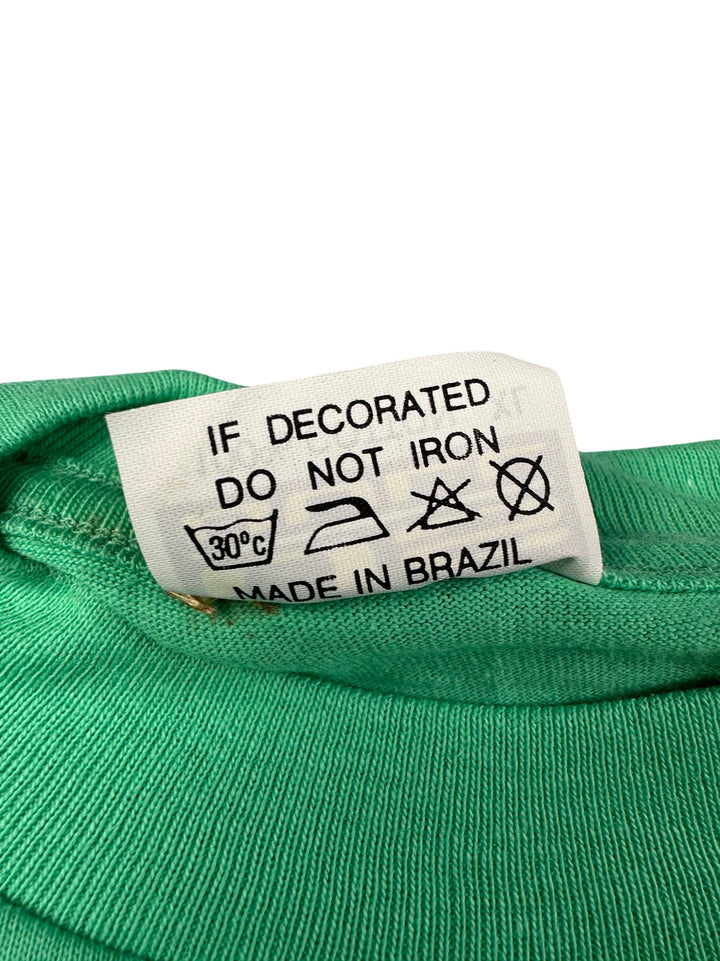 IF DECORATED
DO NOT IRON
30°C
MADE IN BRAZIL